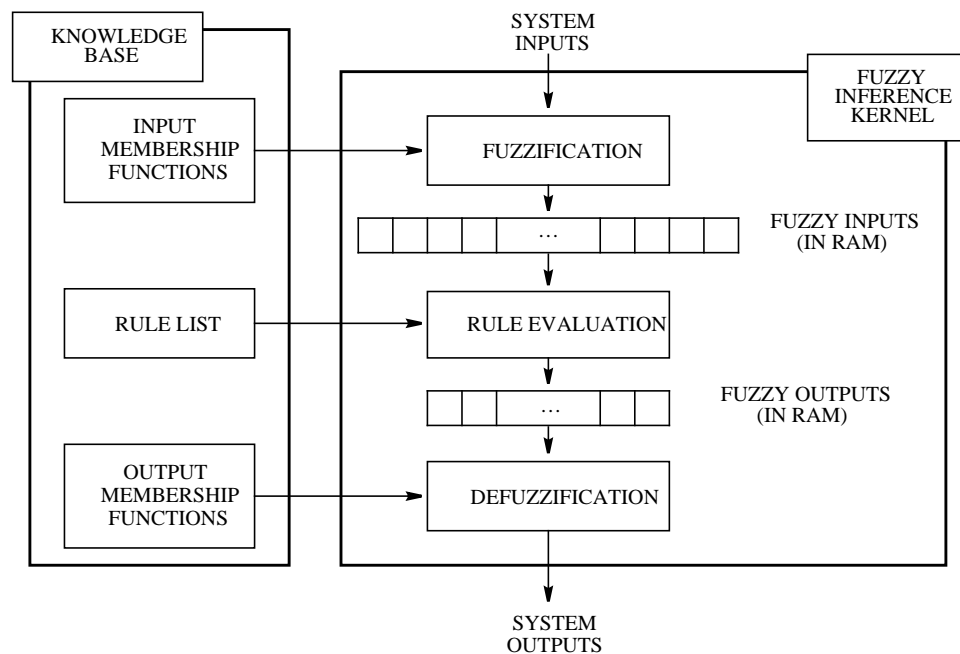 KNOWLEDGE
BASE
SYSTEM
INPUTS
FUZZY
INFERENCE
KERNEL
INPUT
MEMBERSHIP
FUNCTIONS
FUZZIFICATION
…
FUZZY INPUTS
(IN RAM)
RULE LIST
RULE EVALUATION
…
FUZZY OUTPUTS
(IN RAM)
OUTPUT
MEMBERSHIP
FUNCTIONS
DEFUZZIFICATION
SYSTEM
OUTPUTS